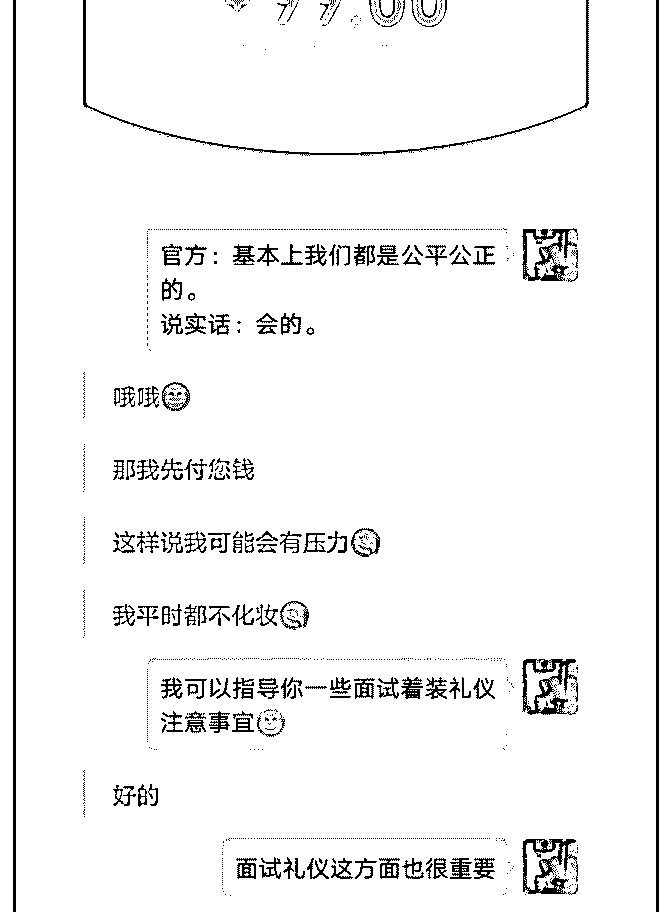 官方：基本上我们都是公平公正
的。
说实话：会的。
哦哦
那我先付您钱
这样说我可能会有压力
我平时都不化妆
我可以指导你一些面试着装礼仪
注意事宜
好的
面试礼仪这方面也很重要